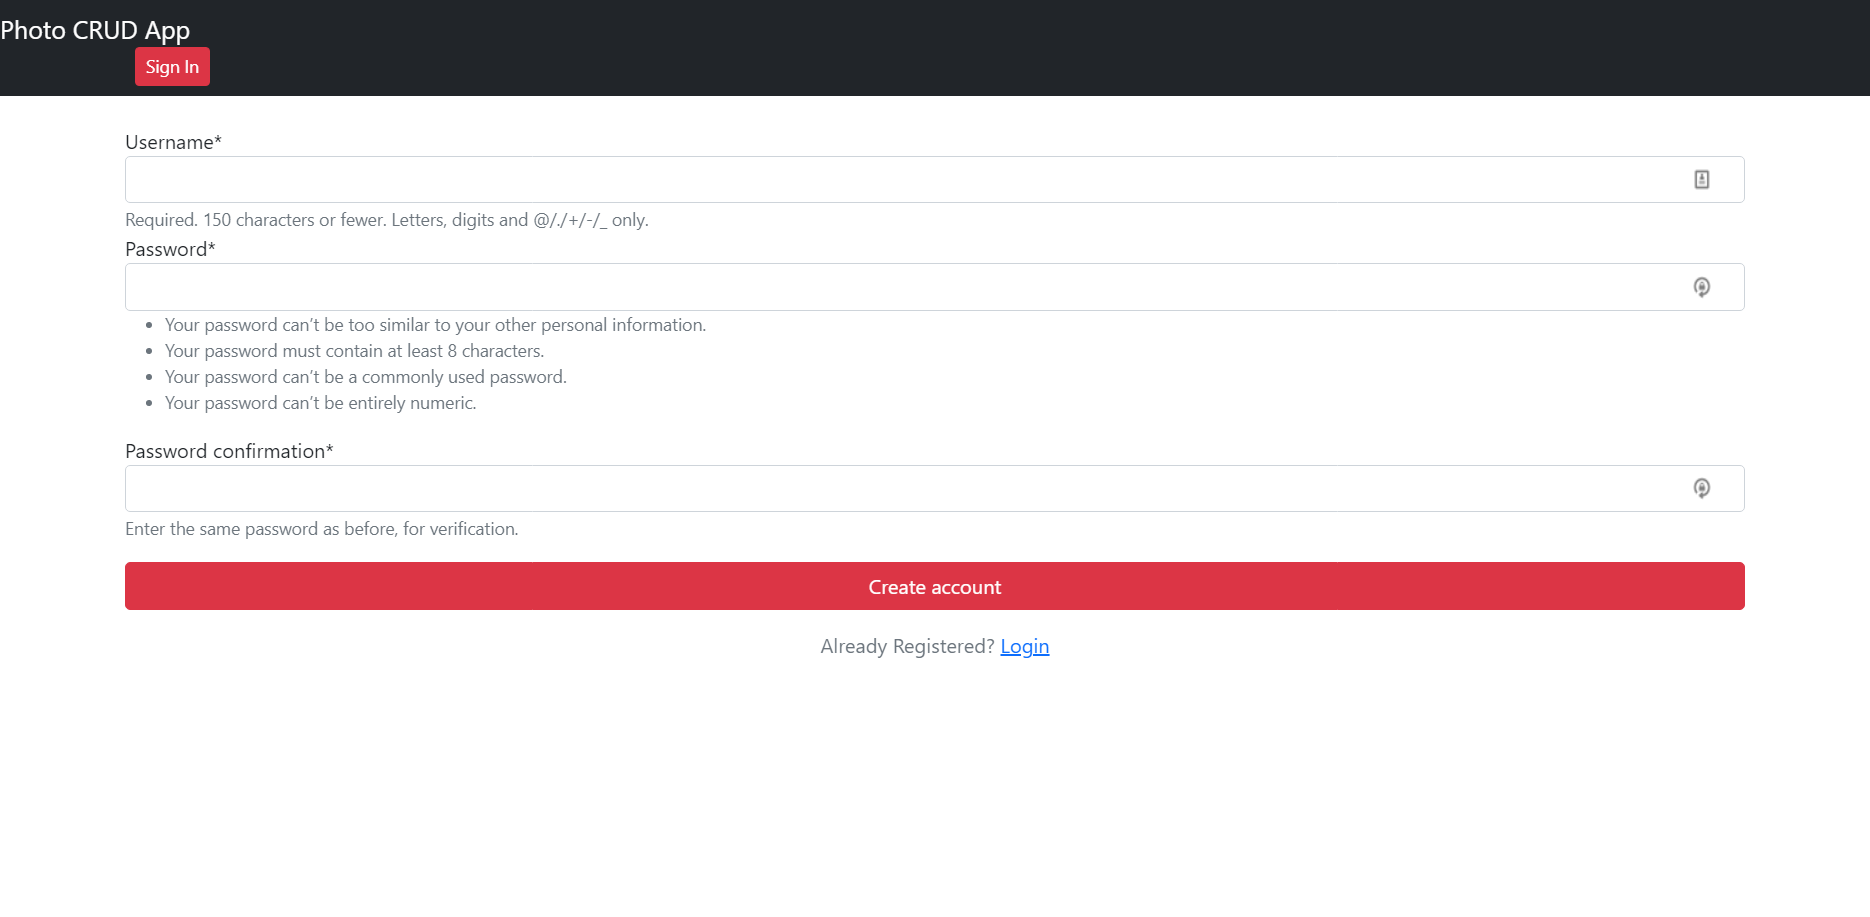 Photo CRUD App
Sign In
Username*
Required. 150 characters or fewer. Letters, digits and @/./+/-/_ only.
Password*
Your password can’t be too similar to your other personal information.
Your password must contain at least 8 characters.
Your password can’t be a commonly used password.
Your password can’t be entirely numeric.
Password confirmation*
Enter the same password as before, for verification.
Create account
Already Registered? Login